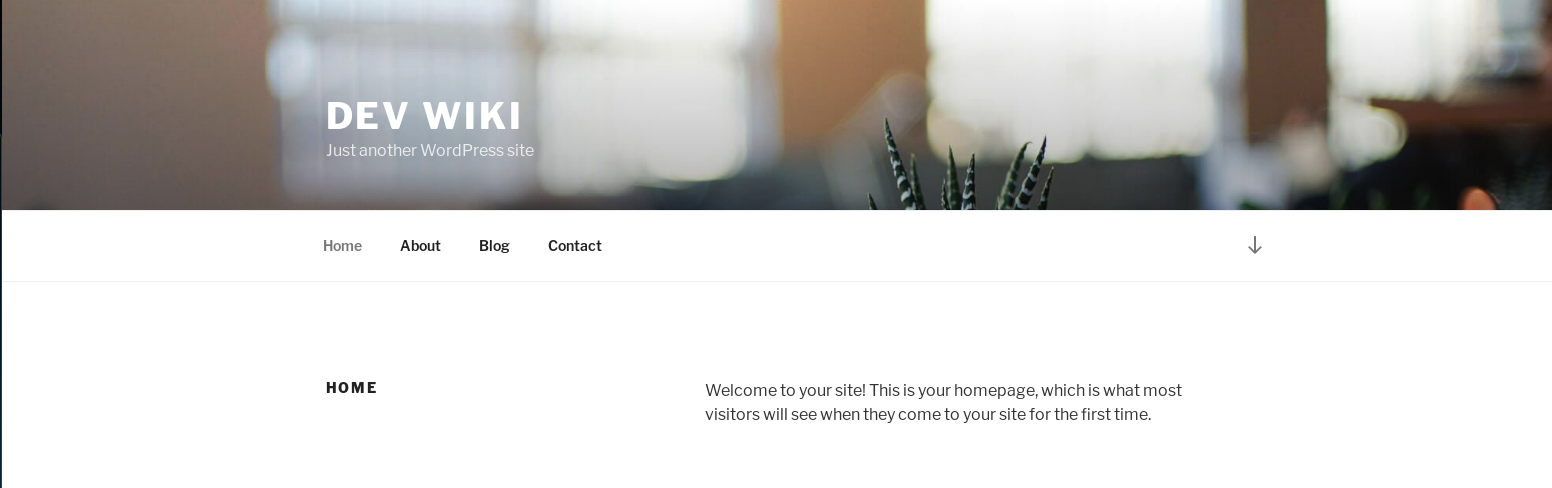 DEV WIKI
Just another WordPress site
Home About Blog Contact
HOME
Welcome to your site! This is your homepage, which is what most
visitors will see when they come to your site for the first time.